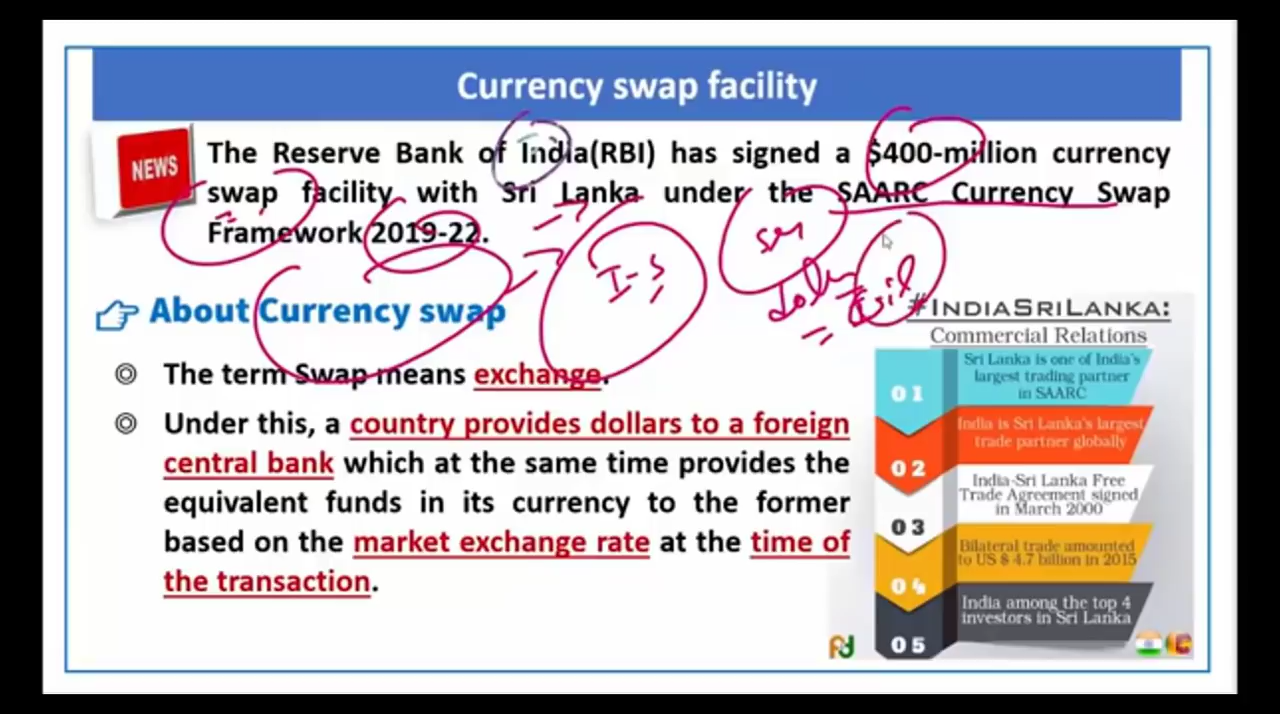 Currency swap facility
NEWS
The Reserve Bank of India(RBI) has signed a $400-million currency
swap facility with Sri Lanka under the SAARC Currency Swap
Framework 2019-22.
I-S
About Currency swap
The term Swap means exchange.
Under this, a country provides dollars to a foreign
central bank which at the same time provides the
equivalent funds in its currency to the former
based on the market exchange rate at the time of
the transaction.
#INDIASRILANKA:
Commercial Relations
01
Sri Lanka is one of India's
largest trading partner
in SAARC
02
India is Sri Lanka's largest
trade partner globally
03
India-Sri Lanka Free
Trade Agreement signed
in March 2000
04
Bilateral trade amounted
to US $ 4.7 billion in 2015
05
India among the top 4
investors in Sri Lanka